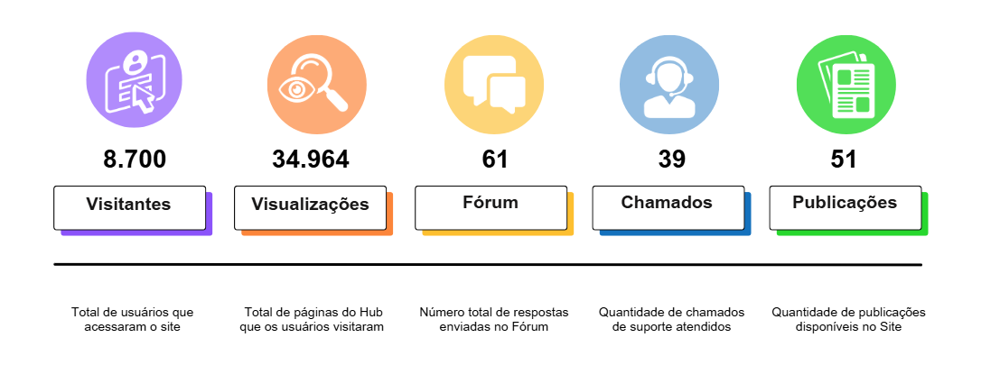 8.700
34.964
61
39
51
Visitantes
Visualizações
Fórum
Chamados
Publicações
Total de usuários que
acessaram o site
Total de páginas do Hub
que os usuários visitaram
Número total de respostas
enviadas no Fórum
Quantidade de chamados
de suporte atendidos
Quantidade de publicações
disponíveis no Site